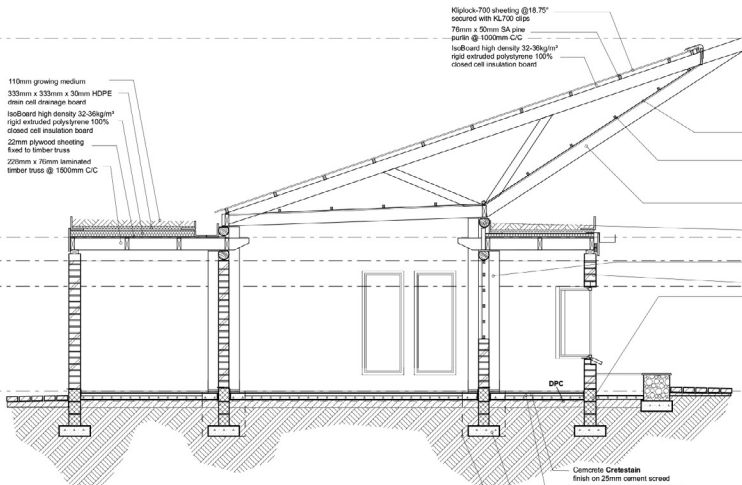 Kliplock-700 sheeting @18.75°
secured with KL700 clips
76mm x 50mm SA pine
purlin @ 1000mm C/C
IsoBoard high density 32-36kg/m³
rigid extruded polystyrene 100%
closed cell insulation board
110mm growing medium
333mm x 333mm x 30mm HDPE
drain cell drainage board
IsoBoard high density 32-36kg/m³
rigid extruded polystyrene 100%
closed cell insulation board
22mm plywood sheeting
fixed to timber truss
228mm x 76mm laminated
timber truss @ 1500mm C/C
DPC
Cemcrete Cretestain
finish on 25mm cement screed